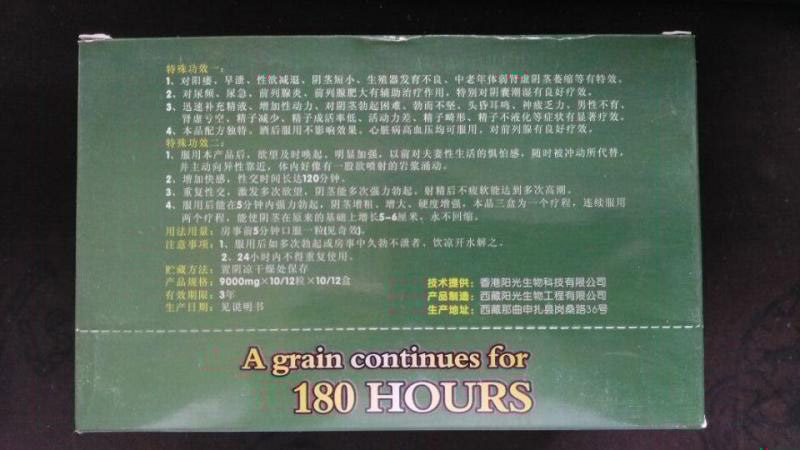 特殊功效一：
1、对阳痿、早泄、性欲减退、阴茎短小、生殖器发育不良、中老年体弱肾虚阴茎萎缩等有特效。
2、对尿频、尿急、前列腺炎、前列腺肥大有辅助治疗作用，特别对阴囊潮湿有良好疗效。
3、迅速补充精液、增加性动力、对阴茎勃起困难、勃而不坚、头昏耳鸣、神疲乏力、男性不育、
肾虚亏空、精子减少、精子成活率低、活动力差、精子畸形、精子不液化等症状有显著疗效。
4、本品配方独特。酒后服用不影响效果，心脏病高血压均可服用，对前列腺有良好疗效。
特殊功效二：
1、服用本产品后，欲望及时唤起，明显加强，以前对夫妻性生活的惧怕感，随时被冲动所代替，
并主动向异性靠近，体内好像有一股欲喷射的岩浆涌动。
2、增加快感，性交时间长达120分钟。
3、重复性交，激发多次欲望，阴茎能多次强力勃起，射精后不疲软能达到多次高潮。
4、服用后能在5分钟内强力勃起，阴茎增粗、增大、硬度增强。本品三盒为一个疗程，连续服用
两个疗程，能使阴茎在原来的基础上增长5-6厘米，永不回缩。
用法用量：房事前5分钟口服一粒(见奇效)。
注意事项：1、服用后如多次勃起或房事中久勃不泄者、饮凉开水解之。
2、24小时内不得重复使用。
贮藏方法：置阴凉干燥处保存
产品规格：9000mg×10/12粒×10/12盒
有效期限：3年
生产日期：见说明书
技术提供：香港阳光生物科技有限公司
产品制造：西藏阳光生物工程有限公司
生产地址：西藏那曲申扎县岗桑路36号
A grain continues for
180 HOURS